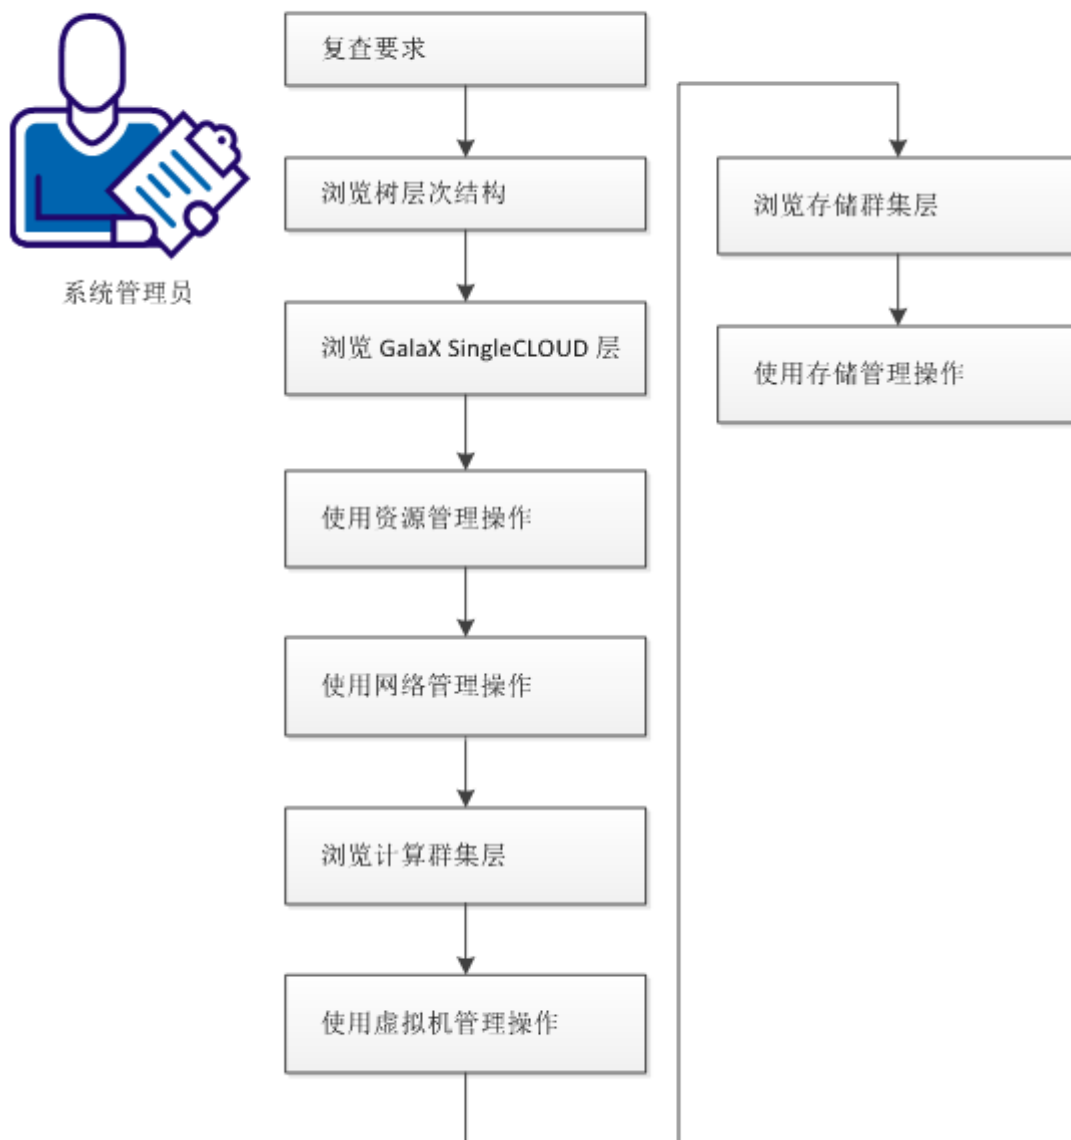 系统管理员
复查要求
浏览树层次结构
浏览 GalaX SingleCLOUD 层
使用资源管理操作
使用网络管理操作
浏览计算群集层
使用虚拟机管理操作
浏览存储群集层
使用存储管理操作